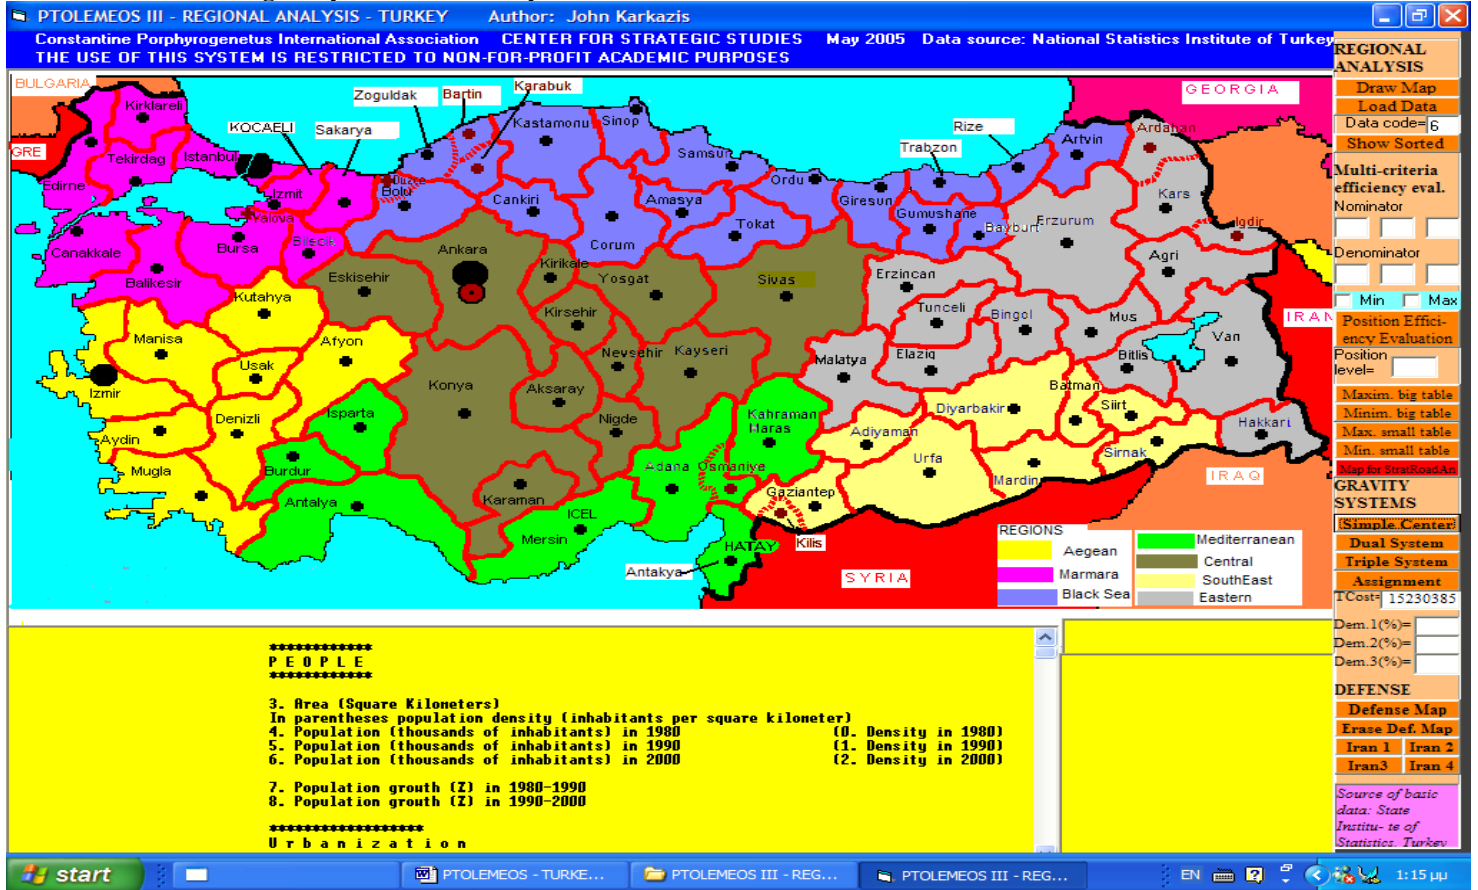 PTOLEMEOS III - REGIONAL ANALYSIS - TURKEY Author: John Karkazis
Constantine Porphyrogenetus International Association CENTER FOR STRATEGIC STUDIES May 2005 Data source: National Statistics Institute of Turkey
THE USE OF THIS SYSTEM IS RESTRICTED TO NON-FOR-PROFIT ACADEMIC PURPOSES
BULGARIA
GEORGIA
Kirklareli
Zoguldak
Bartin
Karabuk
KOCAELI
Sakarya
Kastamonu
Sinop
Rize
Trabzon
Artvin
Ardahan
GRE
Tekirdag
Istanbul
Samsun
Edirne
Izmit
Duzce
Bolu
Ordu
Kars
Yalova
Cankiri
Amasya
Giresun
Gumushane
Bayburt
Erzurum
Igdir
Canakkale
Bursa
Bilecik
Ankara
Corum
Tokat
Agri
Balikesir
Eskisehir
Kirikale
Yosgat
Sivas
Erzincan
Kutahya
Kirsehir
Tunceli
Bingol
Mus
IRAN
Manisa
Afyon
Nevsehir
Kayseri
Malatya
Elaziq
Bitlis
Van
Usak
Izmir
Konya
Aksaray
Batman
Isparta
Denizli
Nigde
Kahraman
Maras
Diyarbakir
Siirt
Hakkari
Aydin
Adiyaman
Sirnak
Mugla
Burdur
Adana
Osmaniye
Urfa
Mardin
IRAQ
Antalya
Karaman
Gaziantep
ICEL
Mersin
HATAY
Kilis
Antakya
SYRIA
REGIONS
Aegean
Marmara
Black Sea
Mediterranean
Central
SouthEast
Eastern
************
P E O P L E
************
3. Area (Square Kilometers)
In parentheses population density (inhabitants per square kilometer)
4. Population (thousands of inhabitants) in 1980 (0. Density in 1980)
5. Population (thousands of inhabitants) in 1990 (1. Density in 1990)
6. Population (thousands of inhabitants) in 2000 (2. Density in 2000)
7. Population growth (%) in 1980-1990
8. Population growth (%) in 1990-2000
******************
U r b a n i z a t i o n
REGIONAL
ANALYSIS
Draw Map
Load Data
Data code= 6
Show Sorted
Multi-criteria
efficiency eval.
Nominator
Denominator
Min Max
Position Effici-
ency Evaluation
Position
level=
Maxim. big table
Minim. big table
Max. small table
Min. small table
Map for StratRoadAn
GRAVITY
SYSTEMS
Simple Center
Dual System
Triple System
Assignment
TCost= 15230385
Dem.1(%)=
Dem.2(%)=
Dem.3(%)=
DEFENSE
Defense Map
Erase Def. Map
Iran 1 Iran 2
Iran3 Iran 4
Source of basic
data: State
Institu- te of
Statistics, Turkey
start
PTOLEMEOS - TURKE...
PTOLEMEOS III - REG...
PTOLEMEOS III - REG...
EN
1:15 μμ